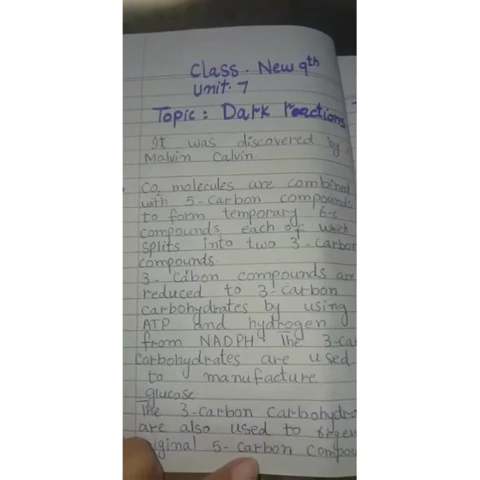 Class. New 9th
Unit. 7
Topic: Dark reactions
It was discovered by
Malvin Calvin
Co2 molecules are combined
with 5-carbon compounds
to form temporary 6-c
compounds, each of which
splits into two 3-carbon
compounds.
3-Cabon compounds are
reduced to 3-carbon
carbohydrates by using
ATP and hydrogen
from NADPH The 3-ca
carbohydrates are used
to manufacture
glucose
The 3-carbon carbohydra
are also used to
original 5-carbon compou